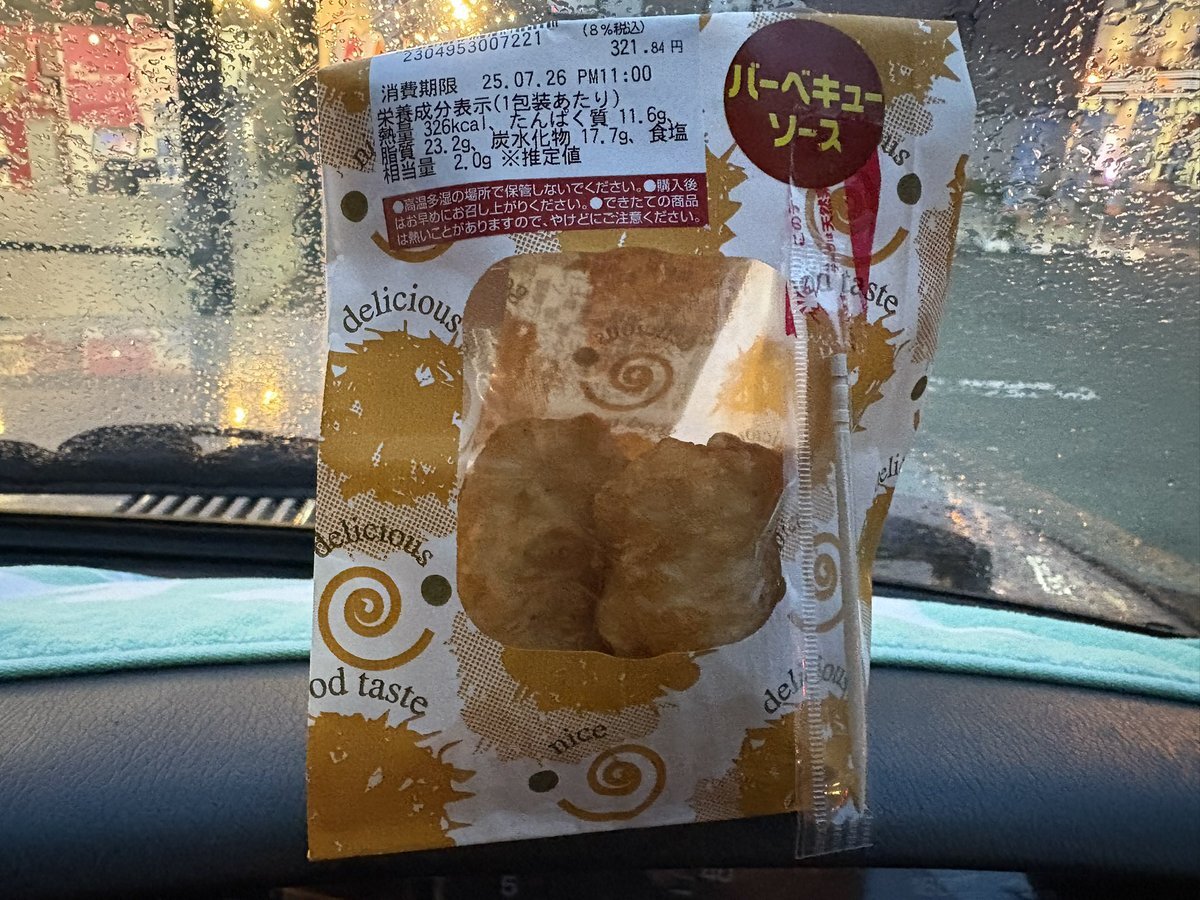 2304953007221
(8%税込)
321.84円
消費期限 25.07.26 PM11:00
栄養成分表示(1包装あたり)
熱量 326kcal、たんぱく質 11.6g、
脂質 23.2g、炭水化物 17.7g、食塩
相当量 2.0g ※推定値
●高温多湿の場所で保管しないでください。●購入後
はお早めにお召し上がりください。●できたての商品
は熱いことがありますので、やけどにご注意ください。
バーベキュー
ソース
delicious
taste
delicious
od taste
nice
5